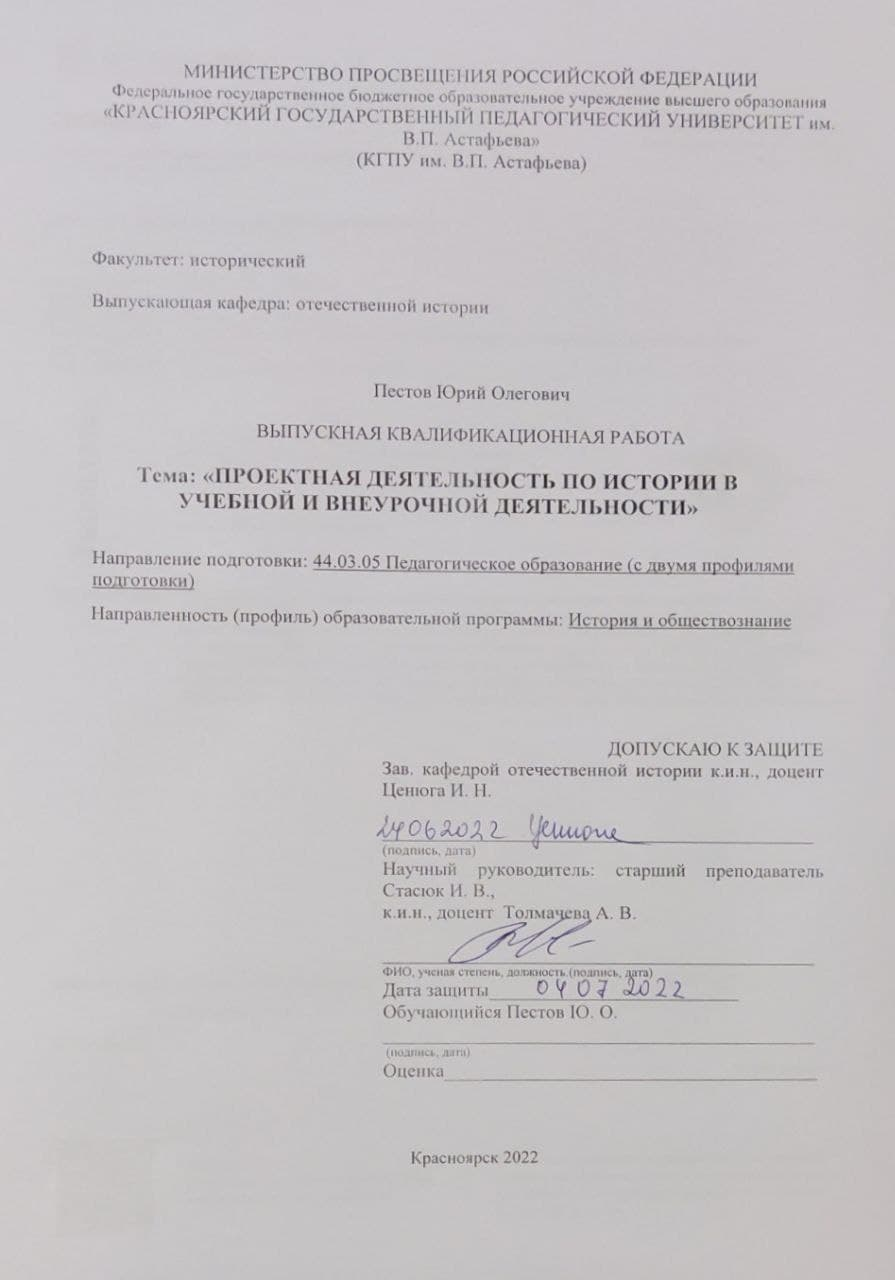 МИНИСТЕРСТВО ПРОСВЕЩЕНИЯ РОССИЙСКОЙ ФЕДЕРАЦИИ
Федеральное государственное бюджетное образовательное учреждение высшего образования
«КРАСНОЯРСКИЙ ГОСУДАРСТВЕННЫЙ ПЕДАГОГИЧЕСКИЙ УНИВЕРСИТЕТ им.
В.П. Астафьева»
(КГПУ им. В.П. Астафьева)
Факультет: исторический
Выпускающая кафедра: отечественной истории
Пестов Юрий Олегович
ВЫПУСКНАЯ КВАЛИФИКАЦИОННАЯ РАБОТА
Тема: «ПРОЕКТНАЯ ДЕЯТЕЛЬНОСТЬ ПО ИСТОРИИ В
УЧЕБНОЙ И ВНЕУРОЧНОЙ ДЕЯТЕЛЬНОСТИ»
Направление подготовки: 44.03.05 Педагогическое образование (с двумя профилями
подготовки)
Направленность (профиль) образовательной программы: История и обществознание
ДОПУСКАЮ К ЗАЩИТЕ
Зав. кафедрой отечественной истории к.и.н., доцент
Ценюга И. Н.
24062022
(подпись, дата)
Научный руководитель: старший преподаватель
Стасюк И. В.,
к.и.н., доцент Толмачева А. В.
ФИО, ученая степень, должность.(подпись, дата)
Дата защиты 04 07 2022
Обучающийся Пестов Ю. О.
(подпись, дата)
Оценка
Красноярск 2022